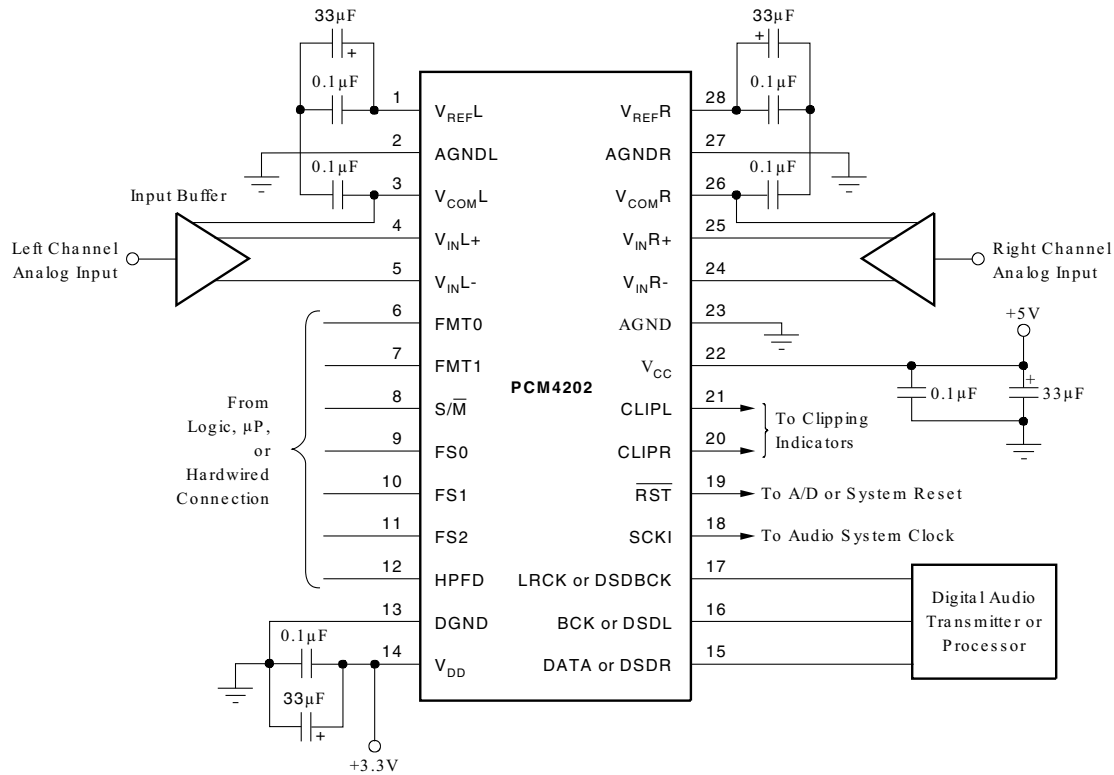 33µF
33µF
0.1µF
0.1µF
1
VREFL
VREFR
28
2
AGNDL
AGNDR
27
0.1µF
0.1µF
Input Buffer
3
VCOML
VCOMR
26
4
VINL+
VINR+
25
Left Channel
Analog Input
Right Channel
Analog Input
5
VINL-
VINR-
24
6
FMT0
AGND
23
+5V
7
FMT1
VCC
22
PCM4202
0.1µF
+
33µF
From
Logic, µP,
or
Hardwired
Connection
8
S/M̅
CLIPL
21
To Clipping
Indicators
9
FS0
CLIPR
20
10
FS1
R̅S̅T̅
19
To A/D or System Reset
11
FS2
SCKI
18
To Audio System Clock
12
HPFD
LRCK or DSDBCK
17
Digital Audio
Transmitter or
Processor
13
DGND
BCK or DSDL
16
0.1µF
14
VDD
DATA or DSDR
15
33µF
+
+3.3V